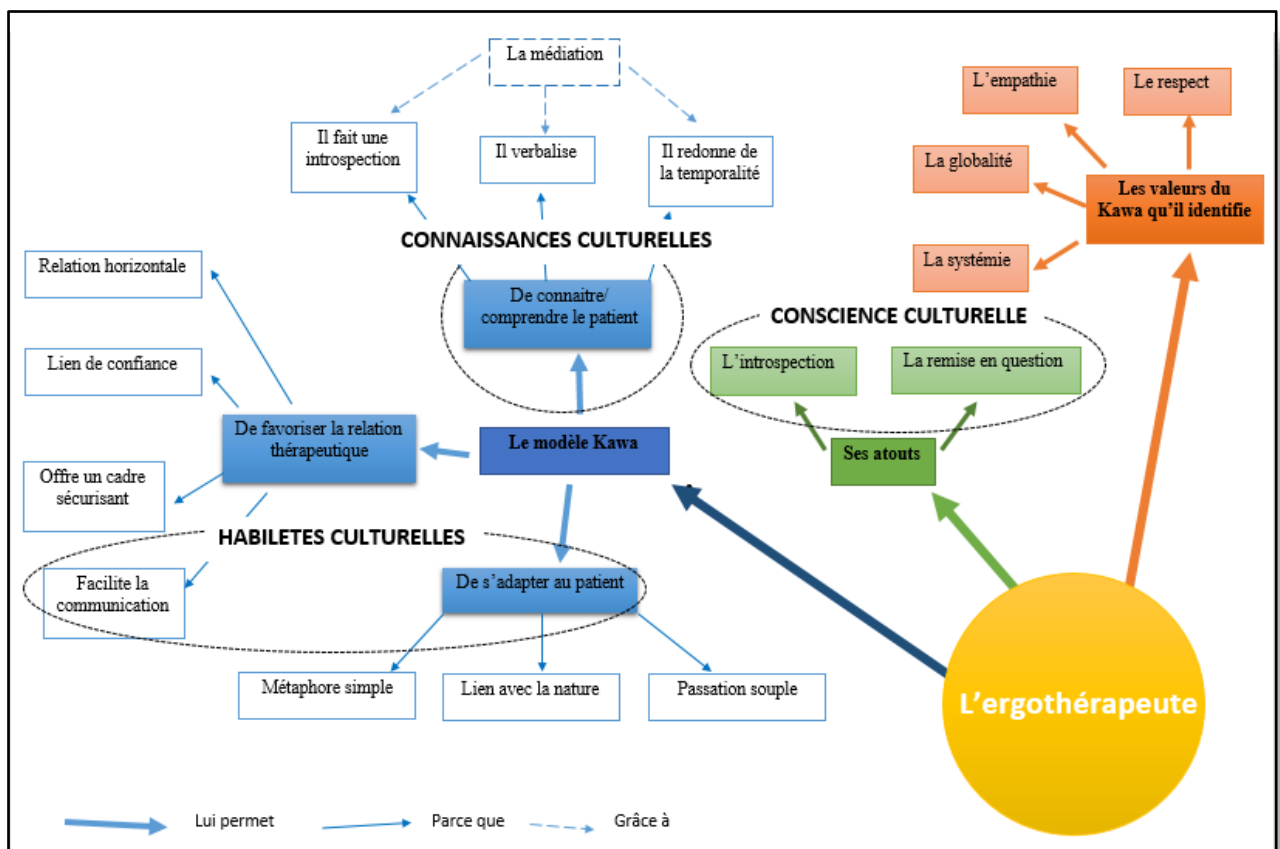 La médiation
L'empathie
Le respect
Il fait une
introspection
Il verbalise
Il redonne de
la temporalité
La globalité
Les valeurs du
Kawa qu'il identifie
CONNAISSANCES CULTURELLES
Relation horizontale
La systémie
De connaitre/
comprendre le patient
CONSCIENCE CULTURELLE
Lien de confiance
L'introspection
La remise en question
De favoriser la relation
thérapeutique
Le modèle Kawa
Ses atouts
Offre un cadre
sécurisant
HABILETES CULTURELLES
Facilite la
communication
De s'adapter au patient
Métaphore simple
Lien avec la nature
Passation souple
L'ergothérapeute
Lui permet
Parce que
Grâce à